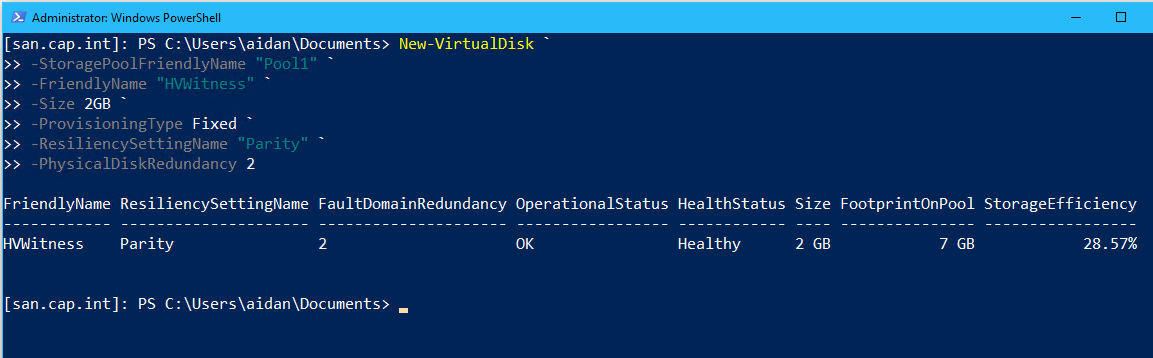 Administrator: Windows PowerShell
[san.cap.int]: PS C:\Users\aidan\Documents> New-VirtualDisk `
>> -StoragePoolFriendlyName "Pool1" `
>> -FriendlyName "HVWitness" `
>> -Size 2GB `
>> -ProvisioningType Fixed `
>> -ResiliencySettingName "Parity" `
>> -PhysicalDiskRedundancy 2
FriendlyName ResiliencySettingName FaultDomainRedundancy OperationalStatus HealthStatus Size FootprintOnPool StorageEfficiency
------------ --------------------- --------------------- ----------------- ------------ ---- --------------- -----------------
HVWitness    Parity                2                     OK                Healthy      2 GB            7 GB            28.57%
[san.cap.int]: PS C:\Users\aidan\Documents>